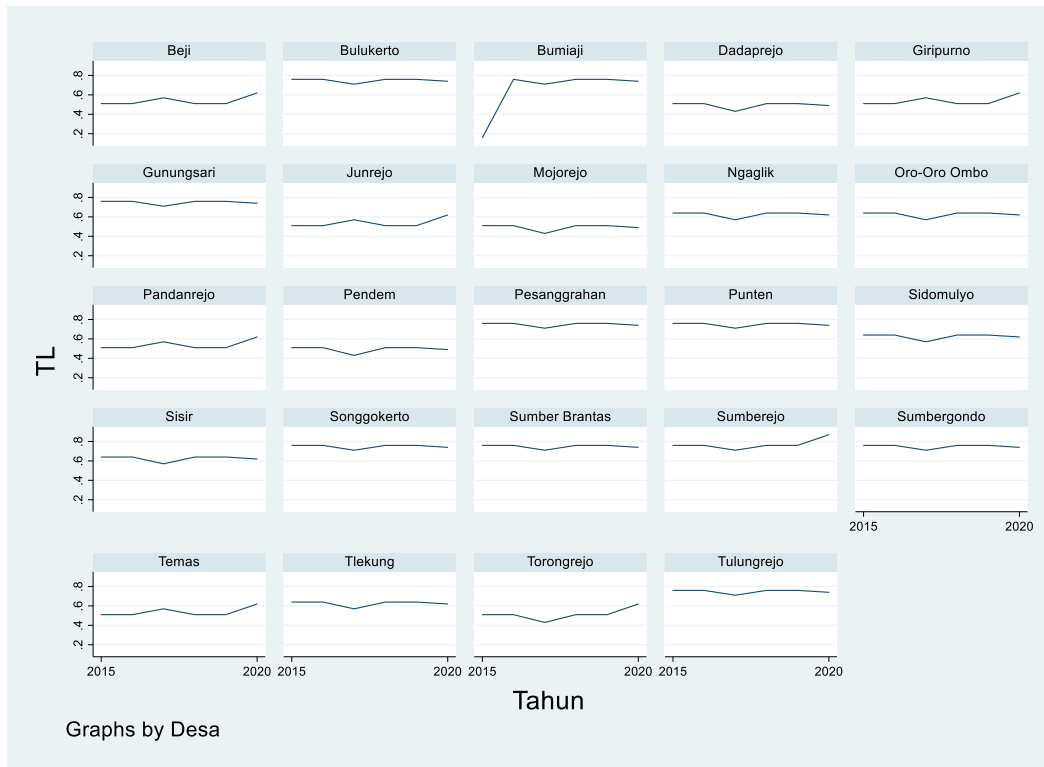 Beji Bulukerto Bumiaji Dadaprejo Giripurno
.8
.6
.4
.2
Gunungsari Junrejo Mojorejo Ngaglik Oro-Oro Ombo
.8
.6
.4
.2
Pandanrejo Pendem Pesanggrahan Punten Sidomulyo
.8
.6
.4
.2
TL
Sisir Songgokerto Sumber Brantas Sumberejo Sumbergondo
.8
.6
.4
.2
2015 2020
Temas Tlekung Torongrejo Tulungrejo
.8
.6
.4
.2
2015 2020 2015 2020 2015 2020 2015 2020
Tahun
Graphs by Desa